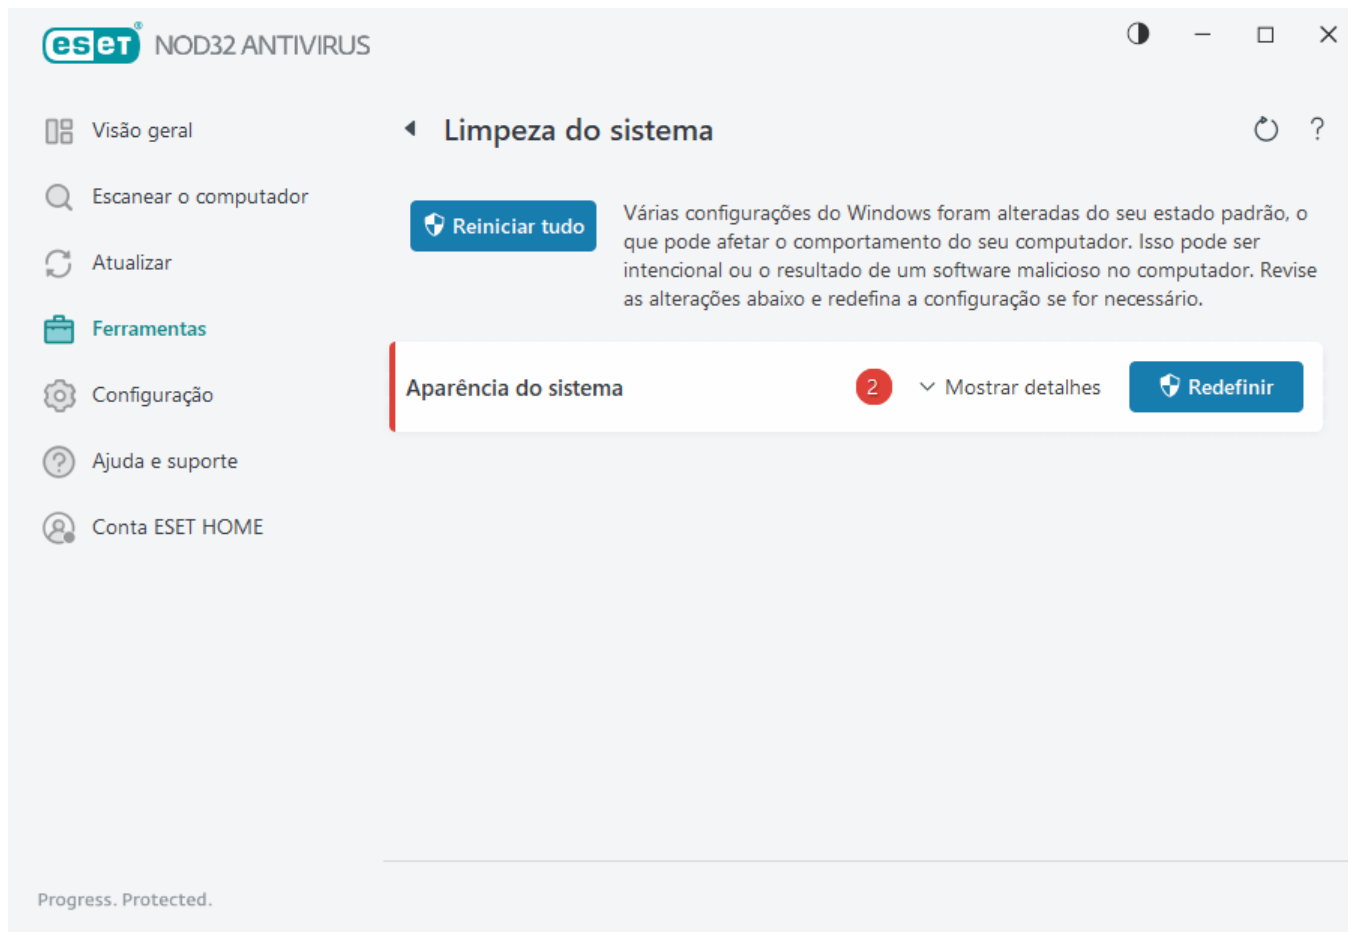 eset® NOD32 ANTIVIRUS
Visão geral
Escanear o computador
Atualizar
Ferramentas
Configuração
Ajuda e suporte
Conta ESET HOME
Limpeza do sistema
?
Reiniciar tudo
Várias configurações do Windows foram alteradas do seu estado padrão, o
que pode afetar o comportamento do seu computador. Isso pode ser
intencional ou o resultado de um software malicioso no computador. Revise
as alterações abaixo e redefina a configuração se for necessário.
Aparência do sistema 2 Mostrar detalhes Redefinir
Progress. Protected.